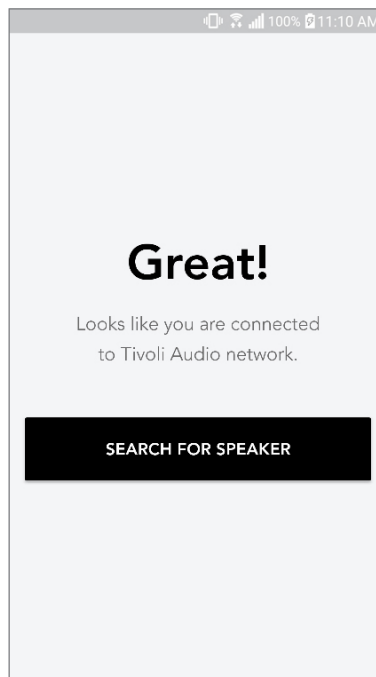 100% 11:10 AM
Great!
Looks like you are connected
to Tivoli Audio network.
SEARCH FOR SPEAKER